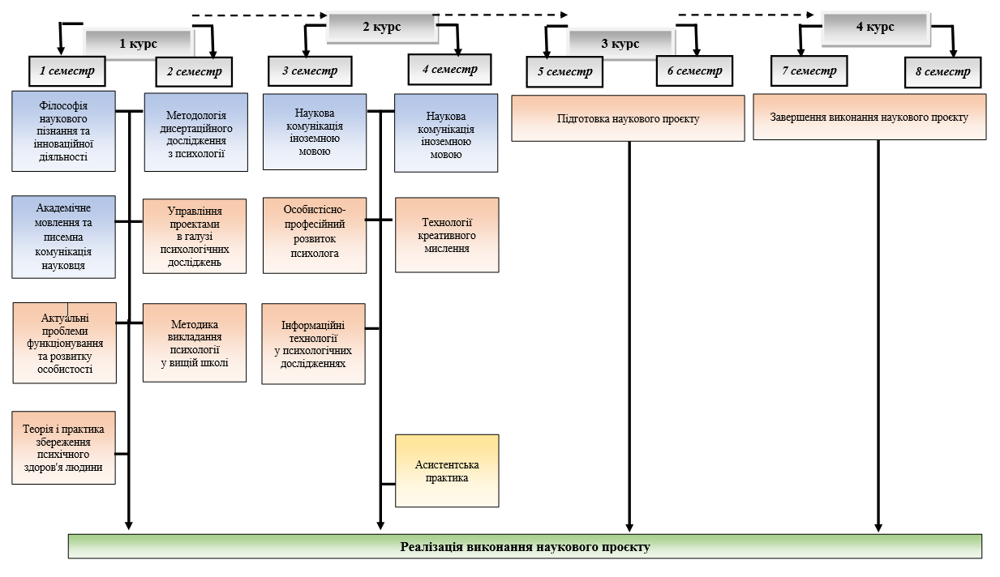 1 курс
2 курс
3 курс
4 курс
1 семестр
2 семестр
3 семестр
4 семестр
5 семестр
6 семестр
7 семестр
8 семестр
Філософія
наукового
пізнання та
інноваційної
діяльності
Методологія
дисертаційного
дослідження
з психології
Наукова
комунікація
іноземною
мовою
Наукова
комунікація
іноземною
мовою
Підготовка наукового проєкту
Завершення виконання наукового проєкту
Академічне
мовлення та
писемна
комунікація
науковця
Управління
проектами
в галузі
психологічних
досліджень
Особистісно-
професійний
розвиток
психолога
Технології
креативного
мислення
Актуальні
проблеми
функціонування
та розвитку
особистості
Методика
викладання
психології
у вищій школі
Інформаційні
технології
у психологічних
дослідженнях
Теорія і практика
збереження
психічного
здоров'я людини
Асистентська
практика
Реалізація виконання наукового проєкту